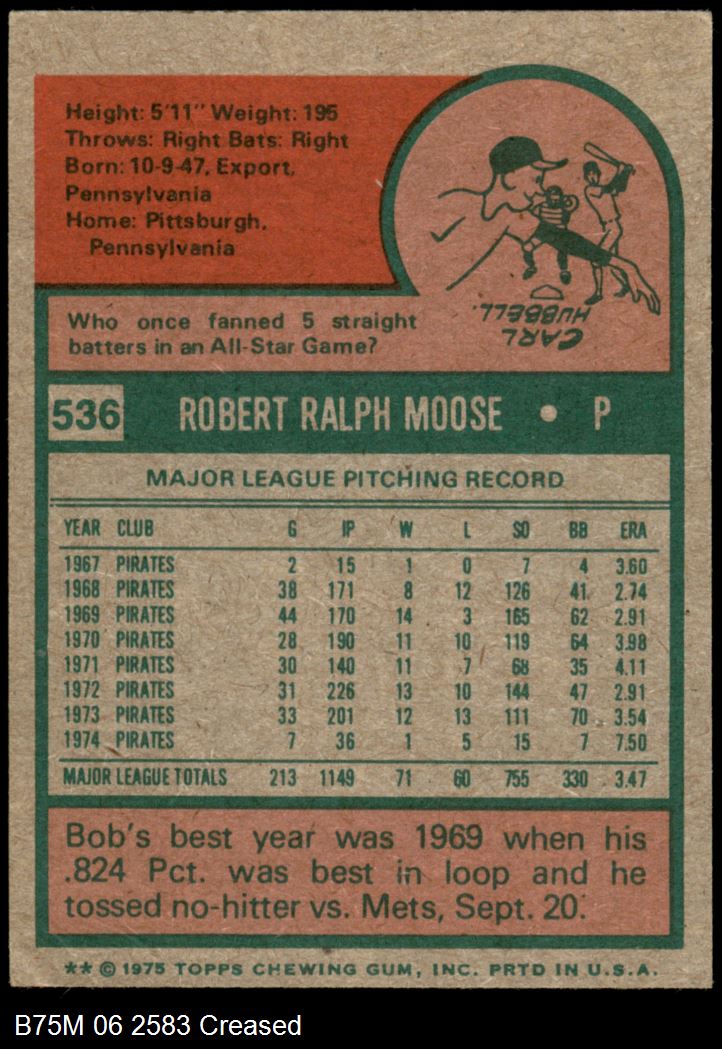 Height: 5'11" Weight: 195
Throws: Right Bats: Right
Born: 10-9-47, Export,
Pennsylvania
Home: Pittsburgh,
Pennsylvania
CARL
HUBBELL.
Who once fanned 5 straight
batters in an All-Star Game?
536 ROBERT RALPH MOOSE • P
MAJOR LEAGUE PITCHING RECORD
YEAR CLUB G IP W L SO BB ERA
1967 PIRATES 2 15 1 0 7 4 3.60
1968 PIRATES 38 171 8 12 126 41 2.74
1969 PIRATES 44 170 14 3 165 62 2.91
1970 PIRATES 28 190 11 10 119 64 3.98
1971 PIRATES 30 140 11 7 68 35 4.11
1972 PIRATES 31 226 13 10 144 47 2.91
1973 PIRATES 33 201 12 13 111 70 3.54
1974 PIRATES 7 36 1 5 15 7 7.50
MAJOR LEAGUE TOTALS 213 1149 71 60 755 330 3.47
Bob's best year was 1969 when his
.824 Pct. was best in loop and he
tossed no-hitter vs. Mets, Sept. 20.
** © 1975 TOPPS CHEWING GUM, INC. PRTD IN U.S.A.
B75M 06 2583 Creased